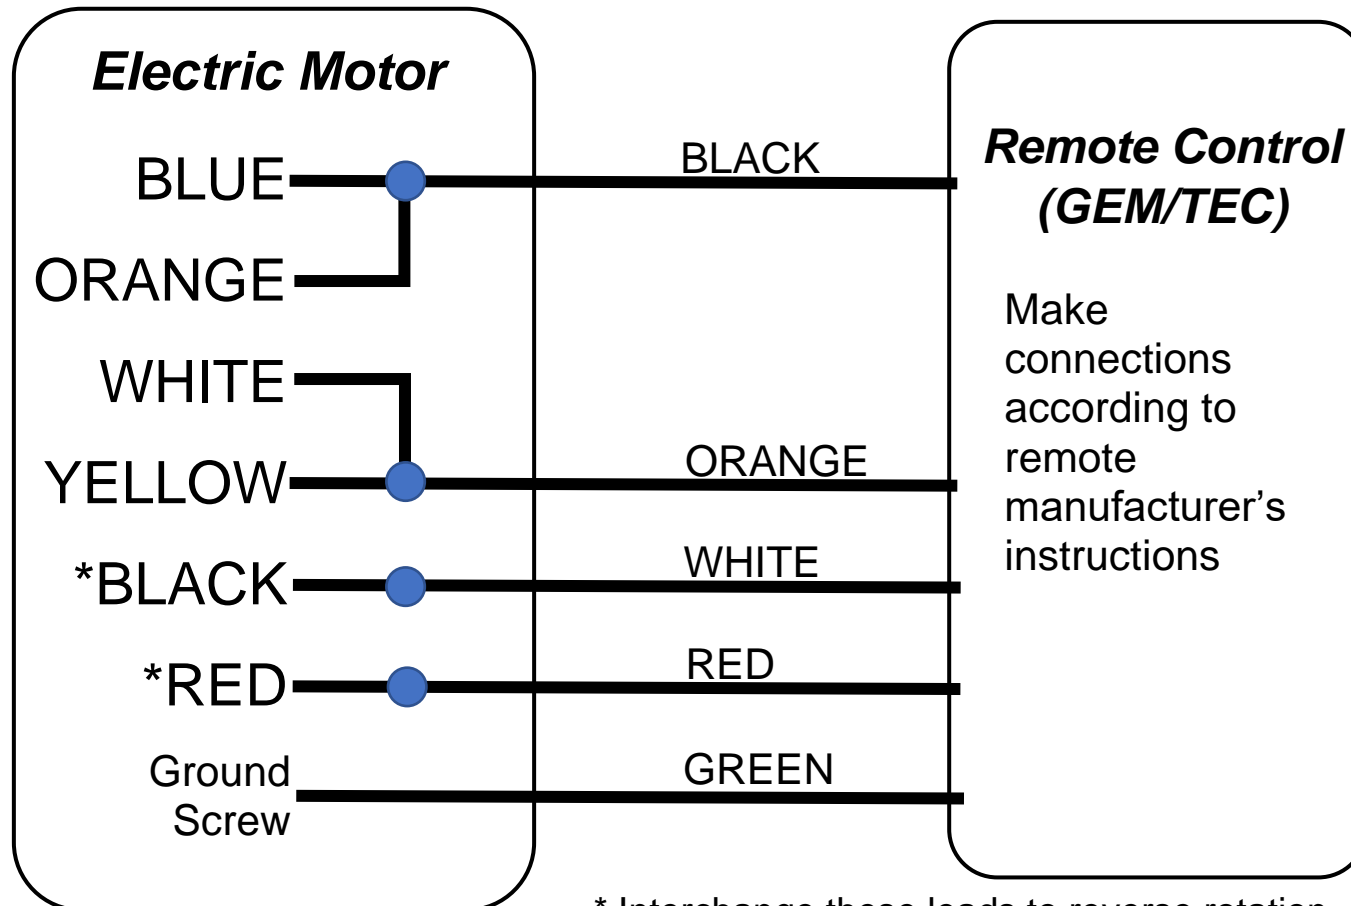 Electric Motor
BLUE
ORANGE
WHITE
YELLOW
*BLACK
*RED
Ground
Screw
BLACK
ORANGE
WHITE
RED
GREEN
Remote Control
(GEM/TEC)
Make
connections
according to
remote
manufacturer’s
instructions
* Interchange these leads to reverse rotation